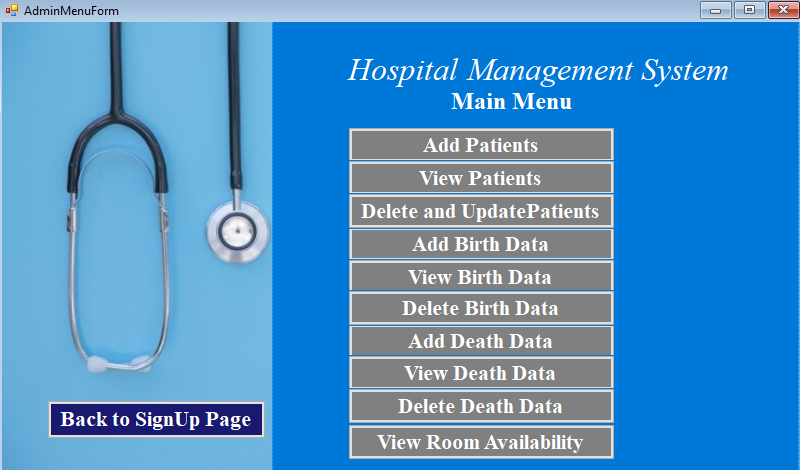 AdminMenuForm
Hospital Management System
Main Menu
Add Patients
View Patients
Delete and UpdatePatients
Add Birth Data
View Birth Data
Delete Birth Data
Add Death Data
View Death Data
Delete Death Data
View Room Availability
Back to SignUp Page